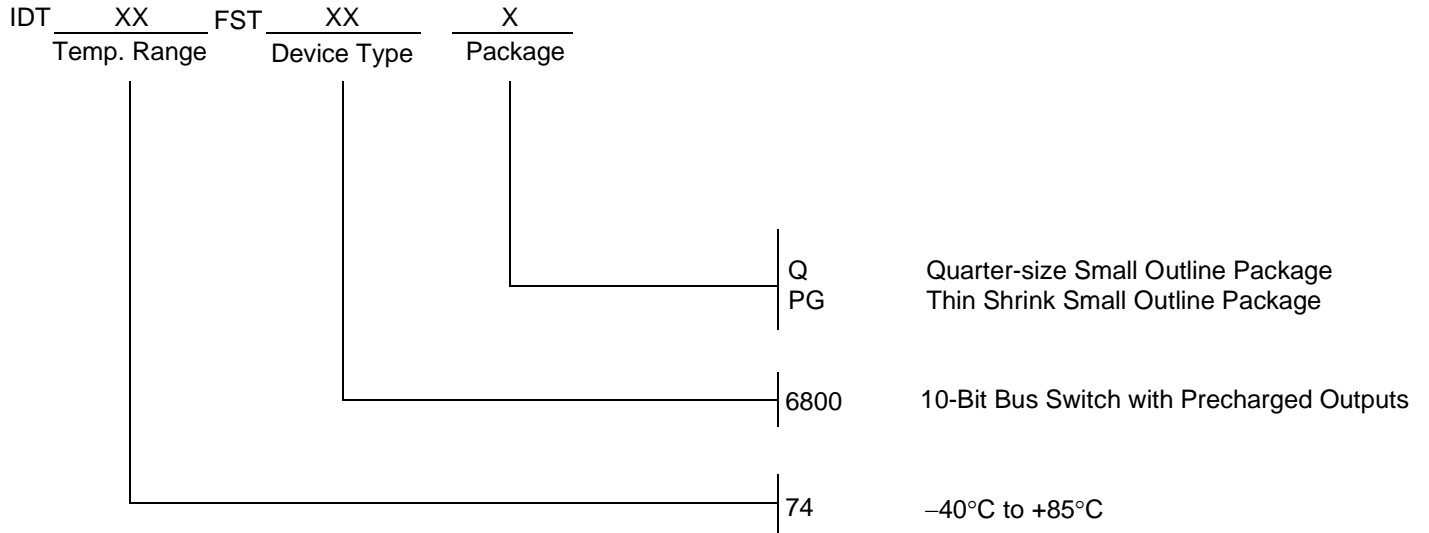 IDT XX FST XX X
Temp. Range Device Type Package
Q Quarter-size Small Outline Package
PG Thin Shrink Small Outline Package
6800 10-Bit Bus Switch with Precharged Outputs
74 –40°C to +85°C